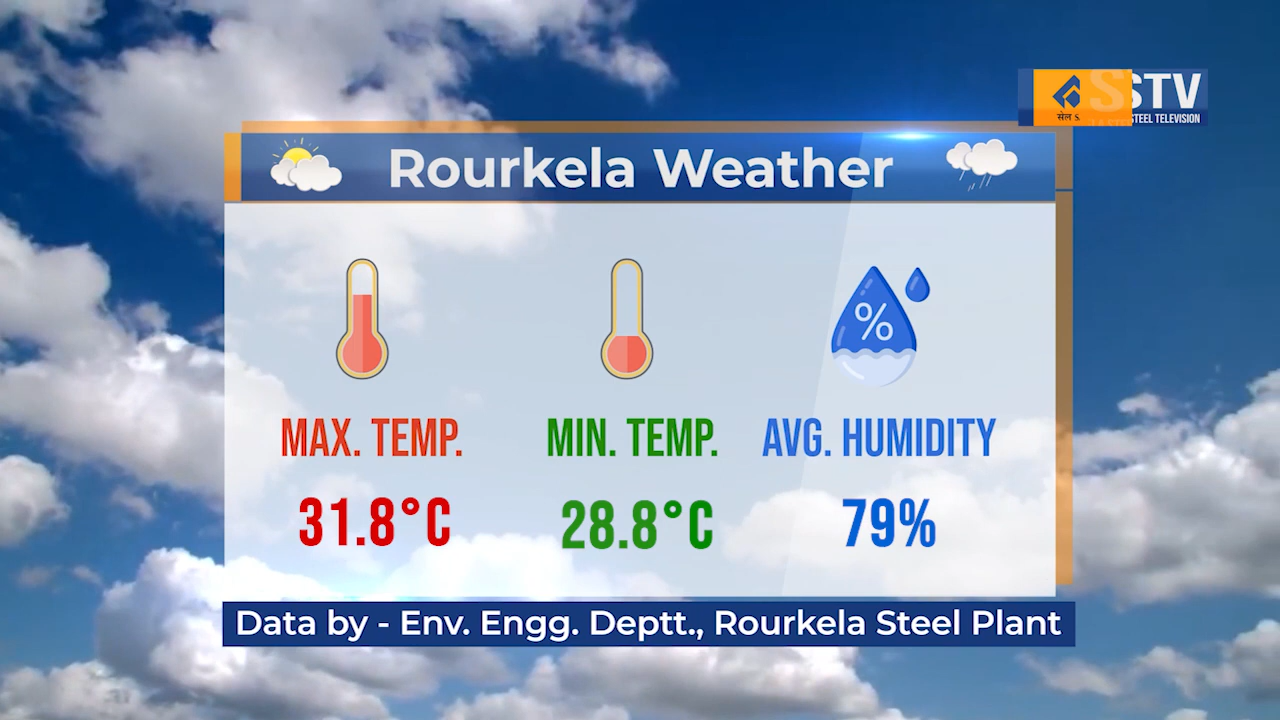 STV
सेल
STEEL TELEVISION
Rourkela Weather
%
MAX. TEMP.
MIN. TEMP.
AVG. HUMIDITY
31.8°C
28.8°C
79%
Data by - Env. Engg. Deptt., Rourkela Steel Plant